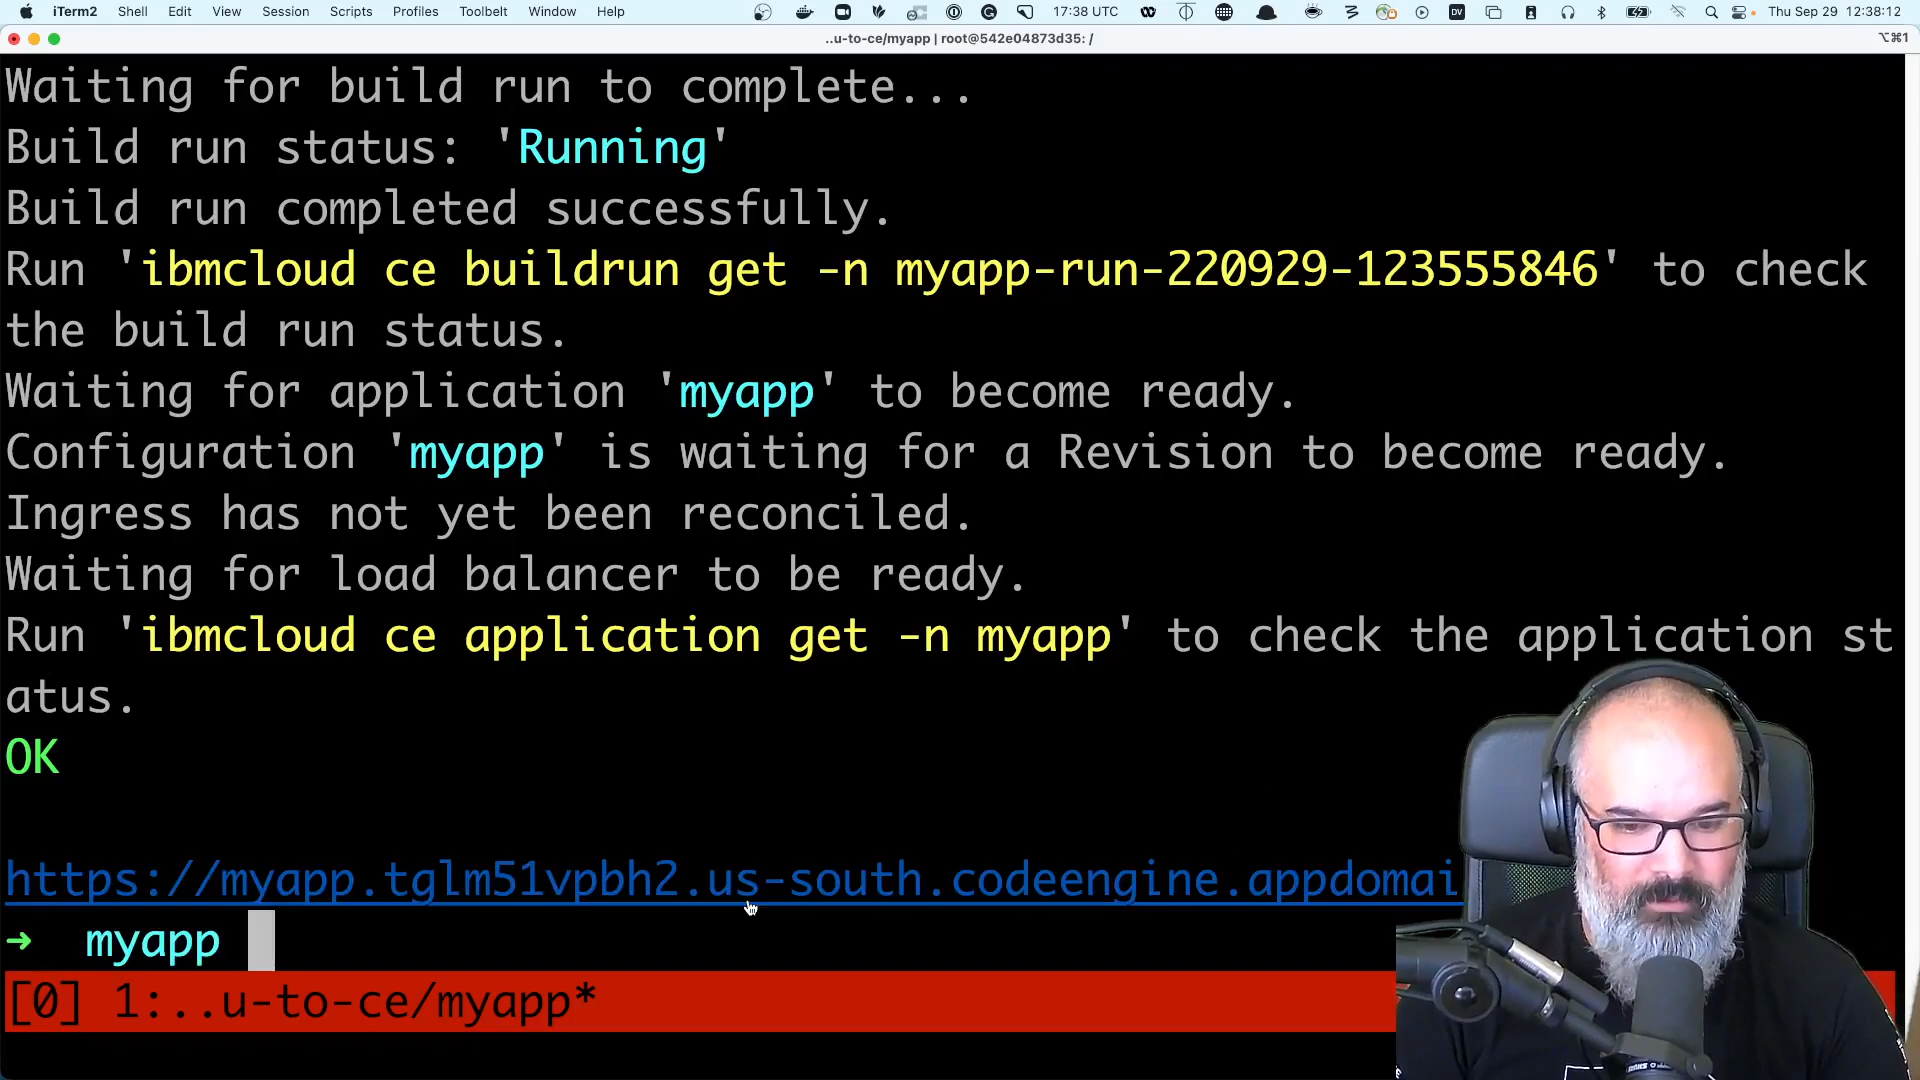 iTerm2 Shell Edit View Session Scripts Profiles Toolbelt Window Help 17:38 UTC DV Thu Sep 29 12:38:12
..u-to-ce/myapp | root@542e04873d35: / ⌥⌘1
Waiting for build run to complete...
Build run status: 'Running'
Build run completed successfully.
Run 'ibmcloud ce buildrun get -n myapp-run-220929-123555846' to check
the build run status.
Waiting for application 'myapp' to become ready.
Configuration 'myapp' is waiting for a Revision to become ready.
Ingress has not yet been reconciled.
Waiting for load balancer to be ready.
Run 'ibmcloud ce application get -n myapp' to check the application st
atus.
OK
https://myapp.tglm51vpbh2.us-south.codeengine.appdomai
→ myapp
[0] 1:..u-to-ce/myapp*